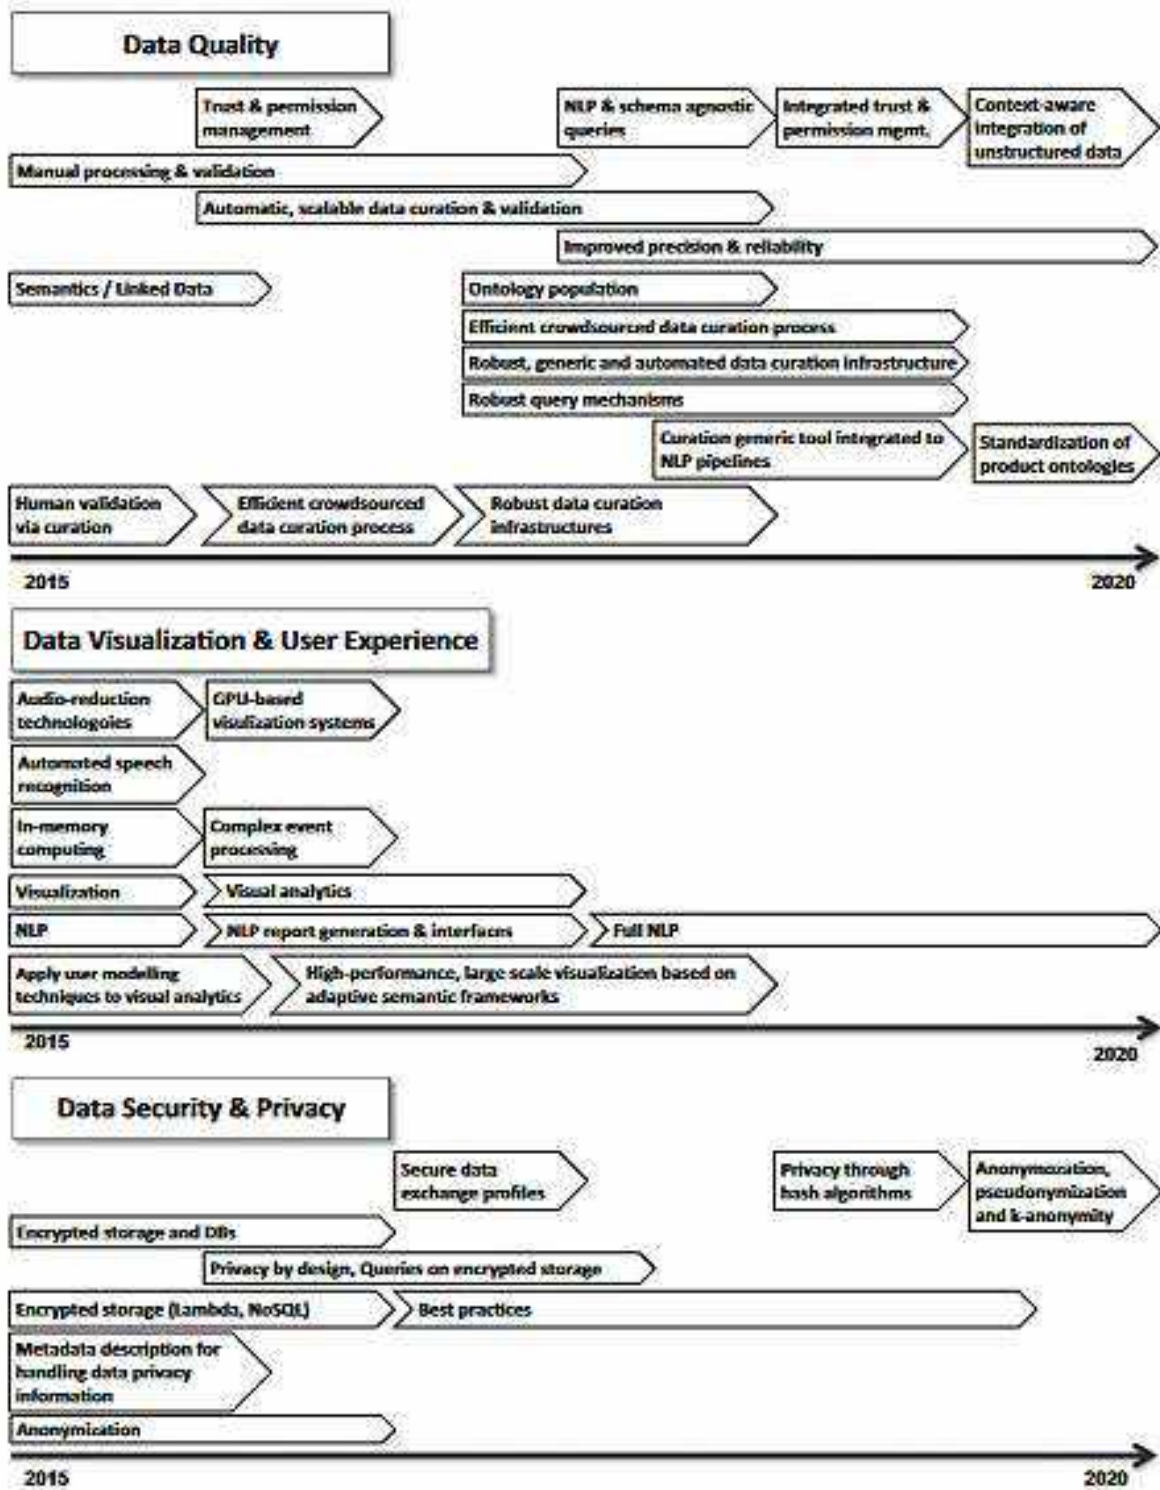 Data Quality
Trust & permission
management
NLP & schema agnostic
queries
Integrated trust &
permission mgmt.
Context-aware
integration of
unstructured data
Manual processing & validation
Automatic, scalable data curation & validation
Improved precision & reliability
Semantics / Linked Data
Ontology population
Efficient crowdsourced data curation process
Robust, generic and automated data curation infrastructure
Robust query mechanisms
Curation generic tool integrated to
NLP pipelines
Standardization of
product ontologies
Human validation
via curation
Efficient crowdsourced
data curation process
Robust data curation
infrastructures
2015
2020
Data Visualization & User Experience
Audio-reduction
technologoies
GPU-based
visulization systems
Automated speech
recognition
In-memory
computing
Complex event
processing
Visualization
Visual analytics
NLP
NLP report generation & interfaces
Full NLP
Apply user modelling
techniques to visual analytics
High-performance, large scale visualization based on
adaptive semantic frameworks
2015
2020
Data Security & Privacy
Secure data
exchange profiles
Privacy through
hash algorithms
Anonymozation,
pseudonymization
and k-anonymity
Encrypted storage and DBs
Privacy by design, Queries on encrypted storage
Encrypted storage (Lambda, NoSQL)
Best practices
Metadata description for
handling data privacy
information
Anonymization
2015
2020